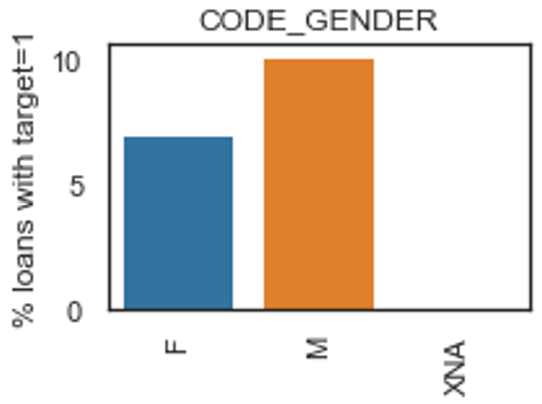 CODE_GENDER
% loans with target=1
10
5
0
F
M
XNA